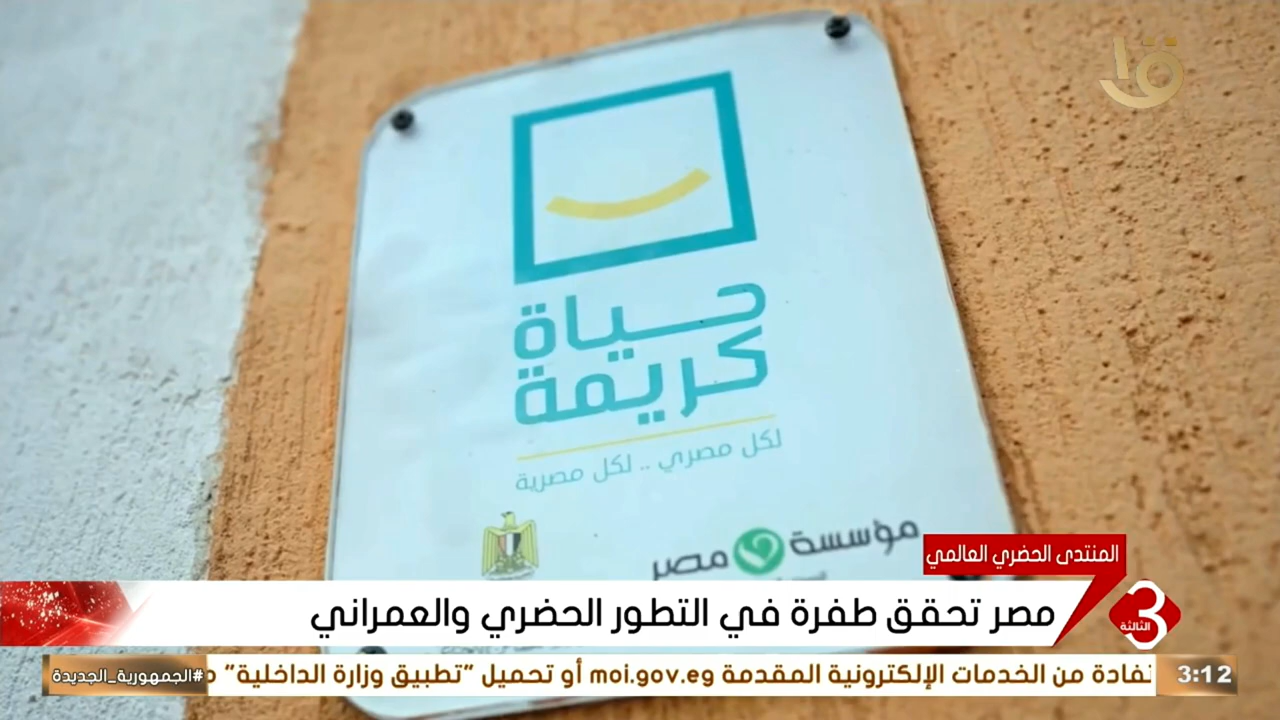 حياة
كريمة
لكل مصري .. لكل مصرية
مؤسسة
مصر
المنتدى الحضري العالمي
مصر تحقق طفرة في التطور الحضري والعمراني
3
الثالثة
#الجمهورية_الجديدة
من الخدمات الإلكترونية المقدمة moi.gov.eg أو تحميل "تطبيق وزارة الداخلية"
3:12